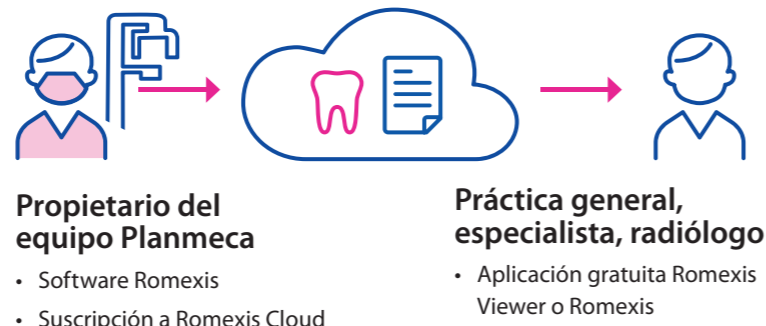 Propietario del
equipo Planmeca
• Software Romexis
• Suscripción a Romexis Cloud
Práctica general,
especialista, radiólogo
• Aplicación gratuita Romexis
Viewer o Romexis